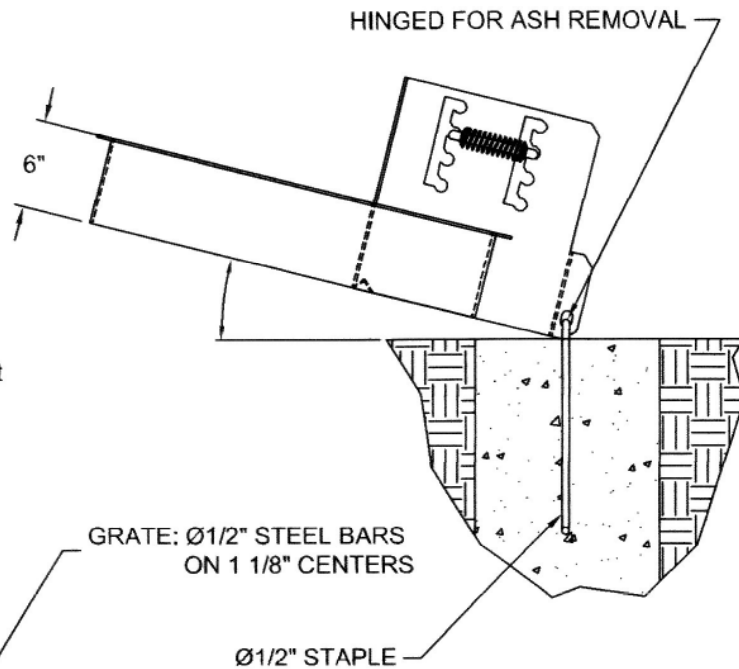 HINGED FOR ASH REMOVAL
6"
t
GRATE: Ø1/2" STEEL BARS
ON 1 1/8" CENTERS
Ø1/2" STAPLE